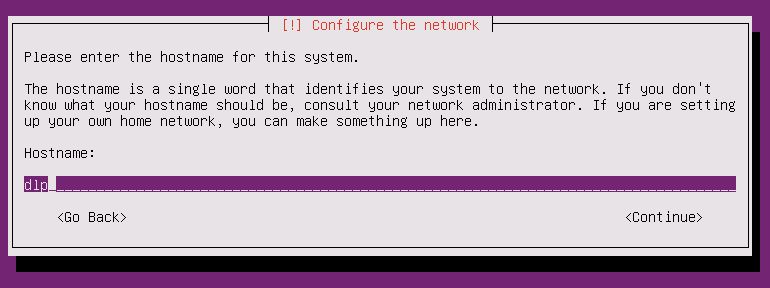 [!] Configure the network
Please enter the hostname for this system.
The hostname is a single word that identifies your system to the network. If you don't
know what your hostname should be, consult your network administrator. If you are setting
up your own home network, you can make something up here.
Hostname:
dlp
<Go Back> <Continue>